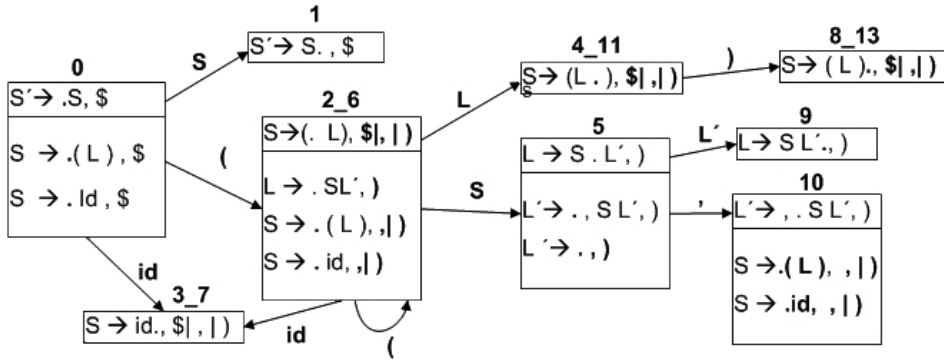 0
S´→ .S, $
S → .( L ) , $
S → . Id , $
S
1
S´→ S. , $
(
2_6
S→(. L), $|, | )
L → . SL´, )
S → . ( L ), ,| )
S → . id, ,| )
id
3_7
S → id., $| , | )
id
(
L
4_11
S→ (L . ), $| ,| )
s
)
8_13
S→ ( L )., $| ,| )
S
5
L → S . L´, )
L´→ . , S L´, )
L ´→ . , )
L´
9
L→ S L´., )
,
10
L´→ , . S L´, )
S →.( L ), , | )
S → .id, , | )